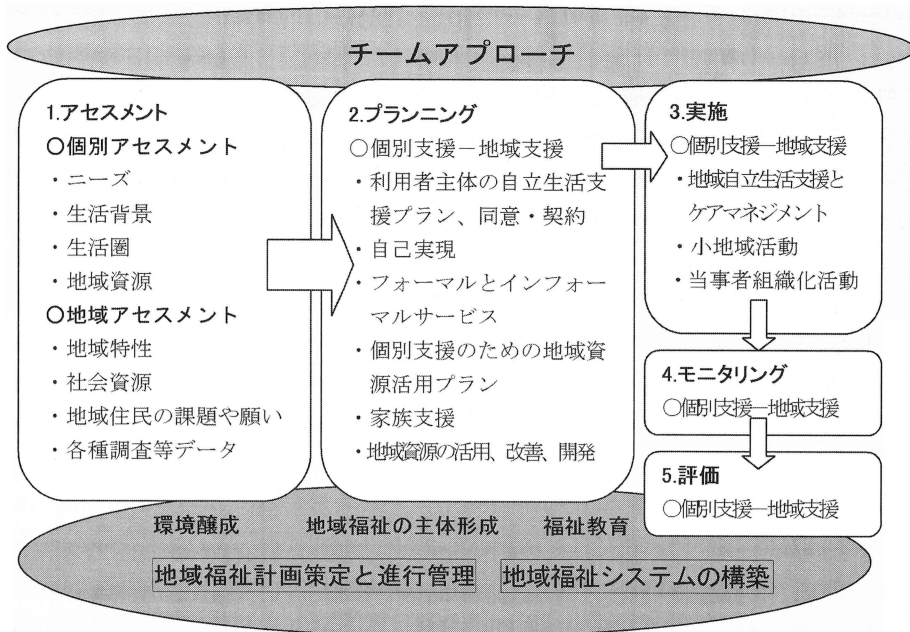 チームアプローチ
1.アセスメント
○個別アセスメント
・ニーズ
・生活背景
・生活圏
・地域資源
○地域アセスメント
・地域特性
・社会資源
・地域住民の課題や願い
・各種調査等データ
2.プランニング
○個別支援－地域支援
・利用者主体の自立生活支
援プラン、同意・契約
・自己実現
・フォーマルとインフォー
マルサービス
・個別支援のための地域資
源活用プラン
・家族支援
・地域資源の活用、改善、開発
3.実施
○個別支援－地域支援
・地域自立生活支援と
ケアマネジメント
・小地域活動
・当事者組織化活動
4.モニタリング
○個別支援－地域支援
5.評価
○個別支援－地域支援
環境醸成 地域福祉の主体形成 福祉教育
地域福祉計画策定と進行管理 地域福祉システムの構築